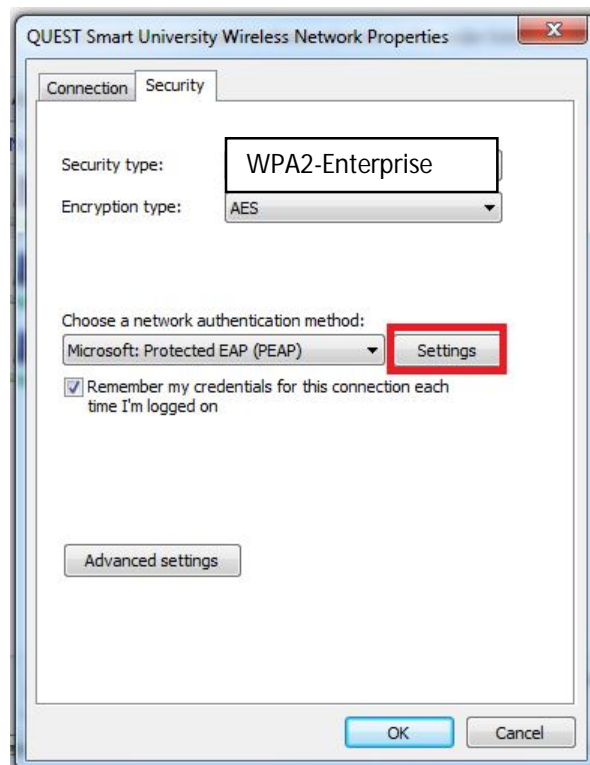 QUEST Smart University Wireless Network Properties
Connection Security
Security type: WPA2-Enterprise
Encryption type: AES
Choose a network authentication method:
Microsoft: Protected EAP (PEAP) Settings
Remember my credentials for this connection each
time I'm logged on
Advanced settings
OK Cancel